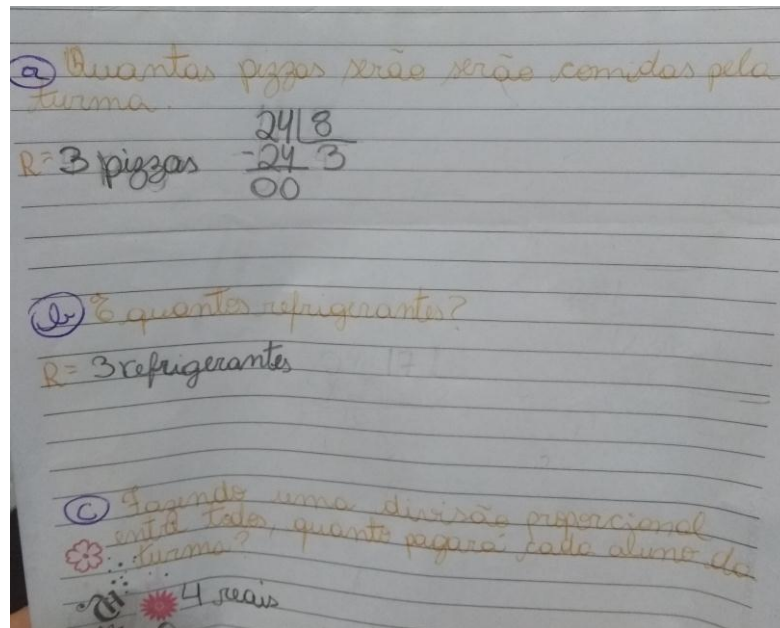 a Quantas pizzas serão serão comidas pela
turma.
24 8
R= 3 pizzas -24 3
00
b) E quantos refrigerantes?
R= 3 refrigerantes
C Fazendo uma divisão proporcional
entre todos, quanto pagará cada aluno da
turma?
4 reais